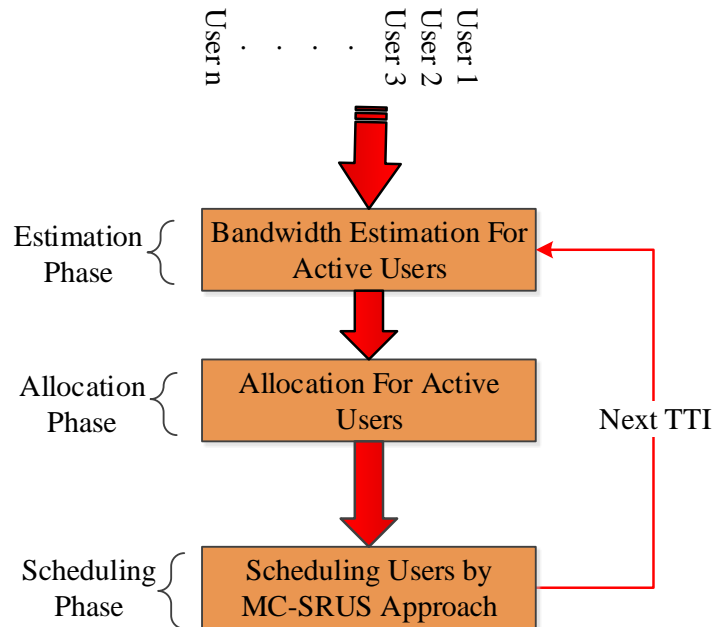 User n . . . . User 3 User 2 User 1
Estimation
Phase
Bandwidth Estimation For
Active Users
Allocation
Phase
Allocation For Active
Users
Next TTI
Scheduling
Phase
Scheduling Users by
MC-SRUS Approach